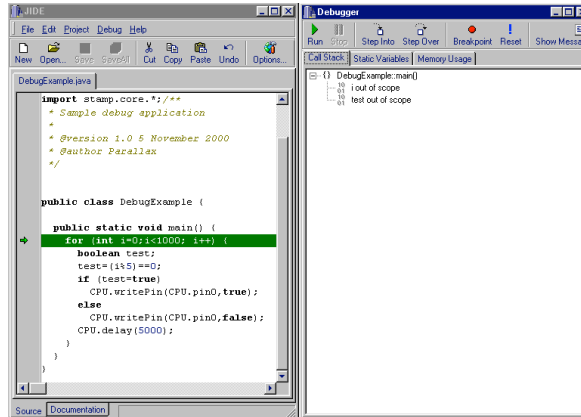 JIDE
File Edit Project Debug Help
New Open... Save SaveAll Cut Copy Paste Undo Options...
DebugExample.java
import stamp.core.*;/**
* Sample debug application
*
* @version 1.0 5 November 2000
* @author Parallax
*/
public class DebugExample {
public static void main() {
for (int i=0;i<1000; i++) {
boolean test;
test=(i%5)==0;
if (test=true)
CPU.writePin(CPU.pin0,true);
else
CPU.writePin(CPU.pin0,false);
CPU.delay(5000);
}
}
}
Source Documentation
Debugger
Run Stop Step Into Step Over Breakpoint Reset Show Messa
Call Stack Static Variables Memory Usage
{} DebugExample::main()
10 01 i out of scope
10 01 test out of scope